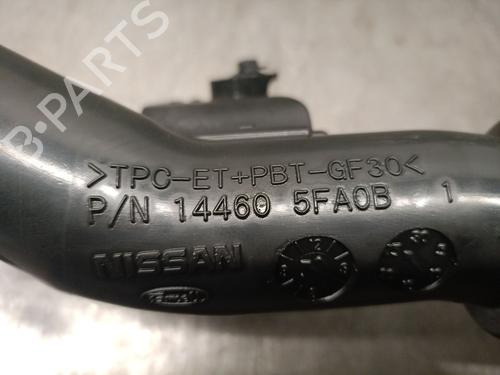 B-PARTS
>TPC-ET+PBT-GF30<
P/N 14460 5FA0B 1
NISSAN